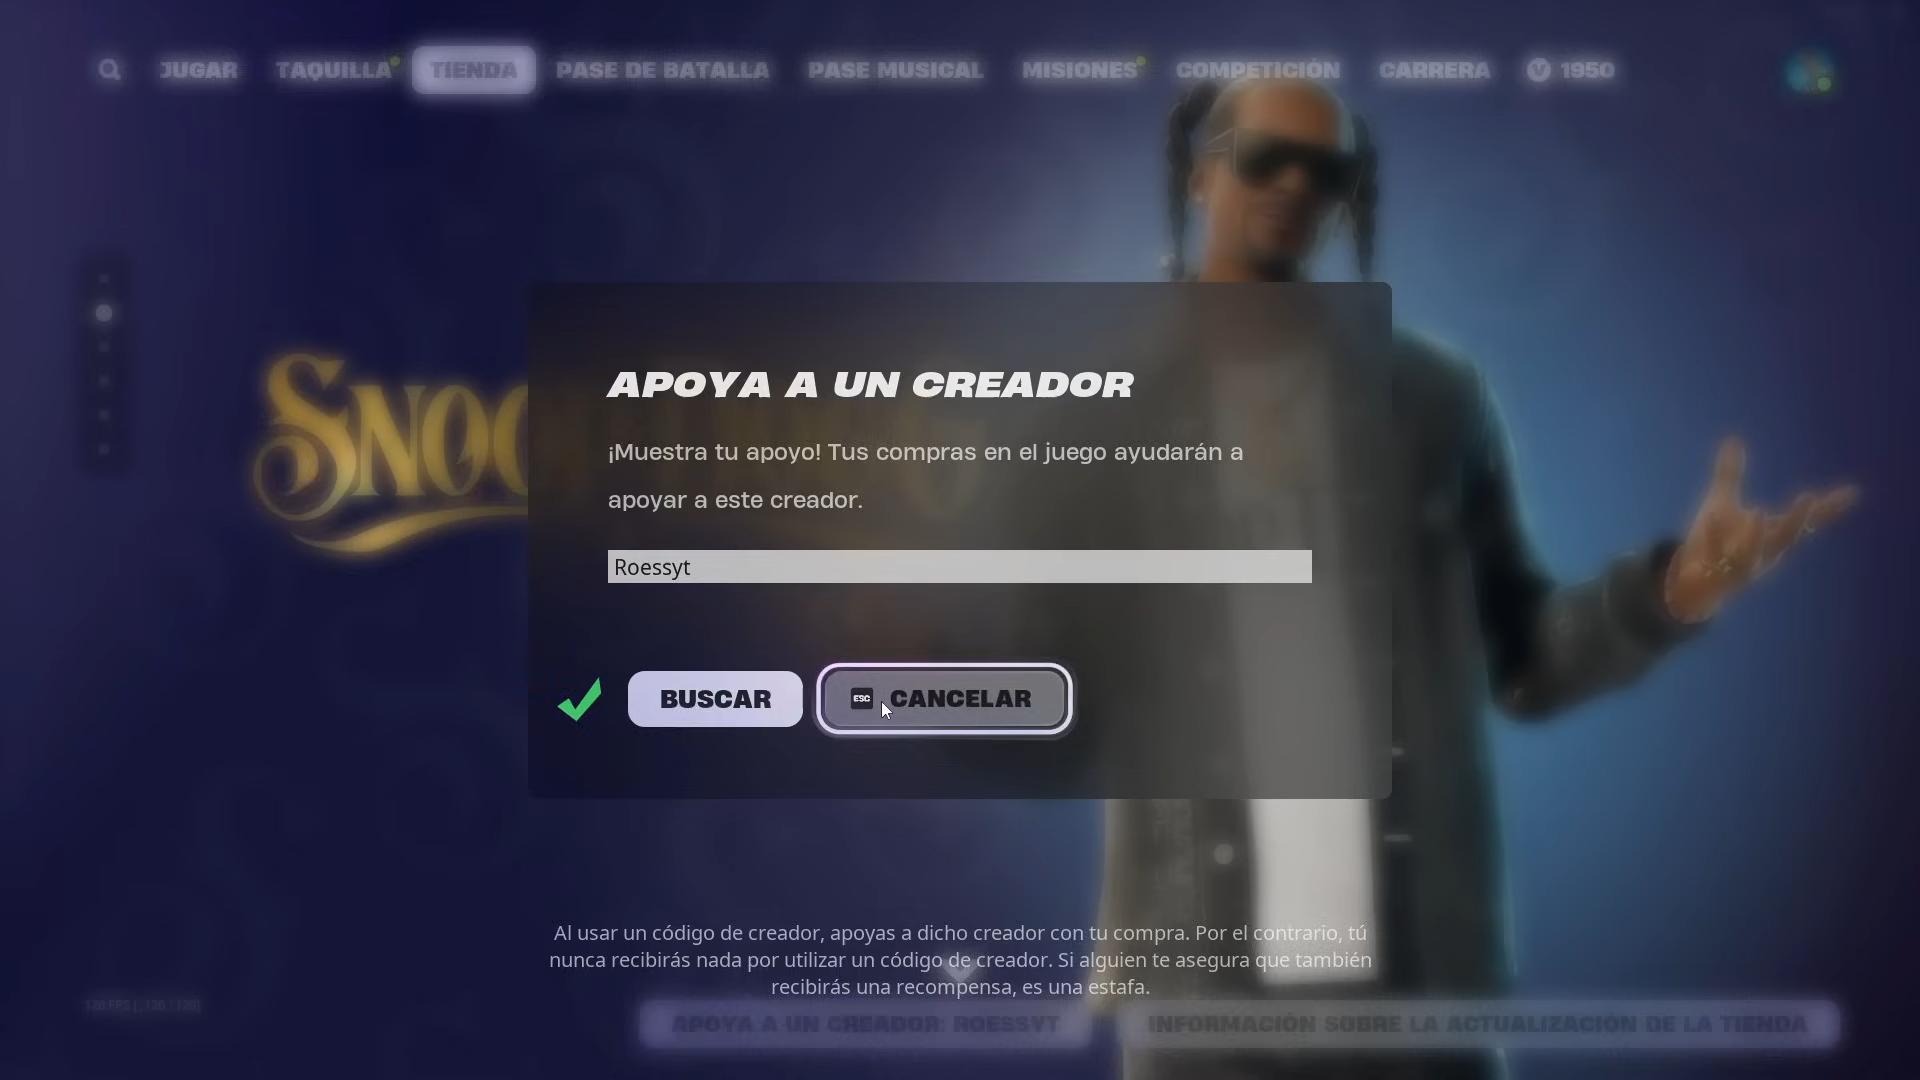 JUGAR TAQUILLA TIENDA PASE DE BATALLA PASE MUSICAL MISIONES COMPETICIÓN CARRERA 1950
SNOO
APOYA A UN CREADOR
¡Muestra tu apoyo! Tus compras en el juego ayudarán a
apoyar a este creador.
Roessyt
BUSCAR
ESC CANCELAR
Al usar un código de creador, apoyas a dicho creador con tu compra. Por el contrario, tú
nunca recibirás nada por utilizar un código de creador. Si alguien te asegura que también
recibirás una recompensa, es una estafa.
APOYA A UN CREADOR: ROESSYT
INFORMACIÓN SOBRE LA ACTUALIZACIÓN DE LA TIENDA